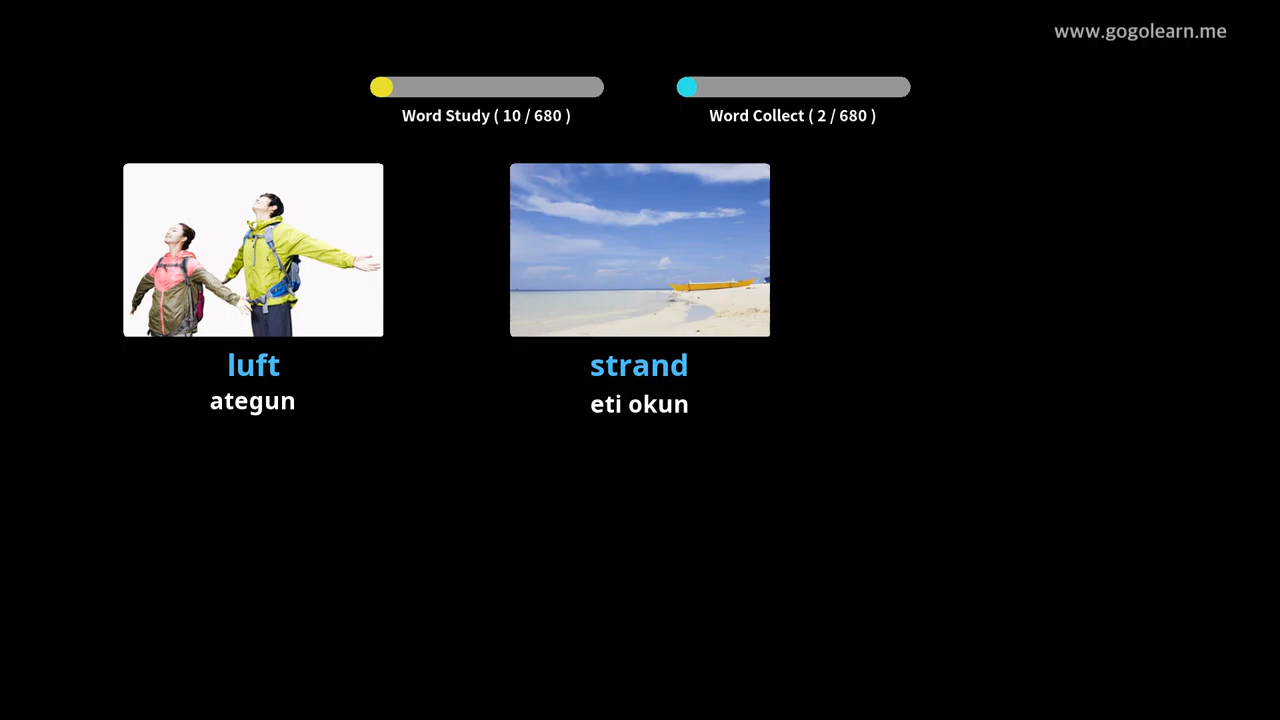 www.gogolearn.me
Word Study ( 10 / 680 )
Word Collect ( 2 / 680 )
luft
ategun
strand
eti okun